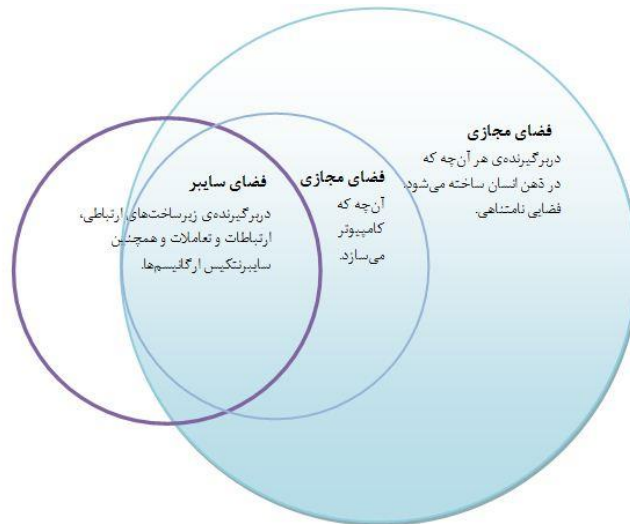 فضای مجازی
دربرگیرنده‌ی هر آن‌چه که
در ذهن انسان ساخته می‌شود.
فضایی نامتناهی.
فضای مجازی
آن‌چه که
کامپیوتر
می‌سازد.
فضای سایبر
دربرگیرنده‌ی زیرساخت‌های ارتباطی،
ارتباطات و تعاملات و همچنین
سایبرنتیکس ارگانیسم‌ها.